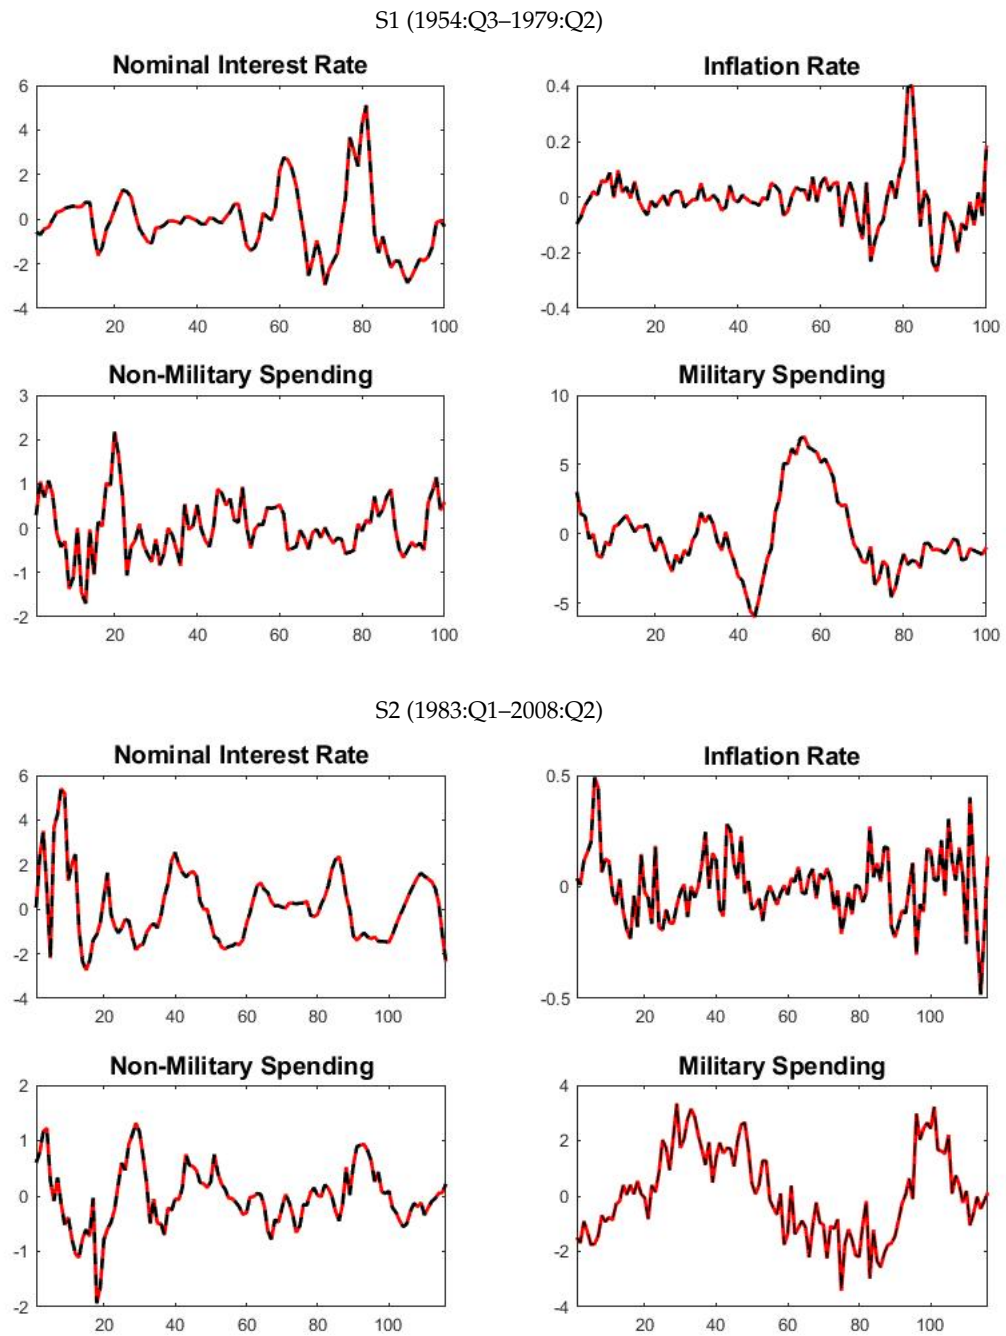 S1 (1954:Q3–1979:Q2)
Nominal Interest Rate
6
4
2
0
-2
-4
20 40 60 80 100
Inflation Rate
0.4
0.2
0
-0.2
-0.4
20 40 60 80 100
Non-Military Spending
3
2
1
0
-1
-2
20 40 60 80 100
Military Spending
10
5
0
-5
20 40 60 80 100
S2 (1983:Q1–2008:Q2)
Nominal Interest Rate
6
4
2
0
-2
-4
20 40 60 80 100
Inflation Rate
0.5
0
-0.5
20 40 60 80 100
Non-Military Spending
2
1
0
-1
-2
20 40 60 80 100
Military Spending
4
2
0
-2
-4
20 40 60 80 100